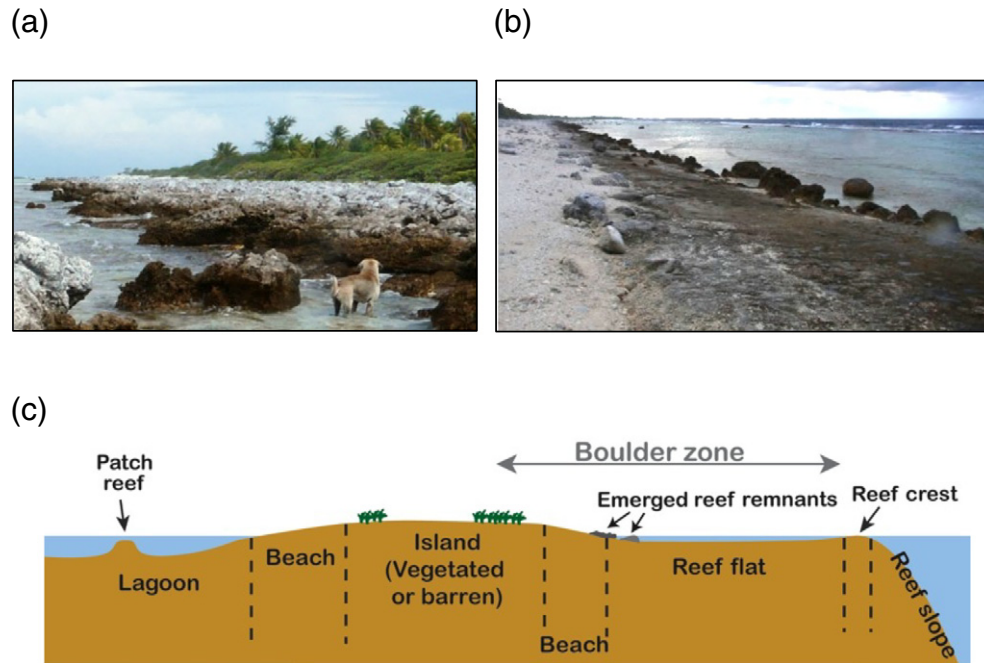 (a)
(b)
(c)
Boulder zone
Patch
reef
Emerged reef remnants
Reef crest
Lagoon
Beach
Island
(Vegetated
or barren)
Beach
Reef flat
Reef slope